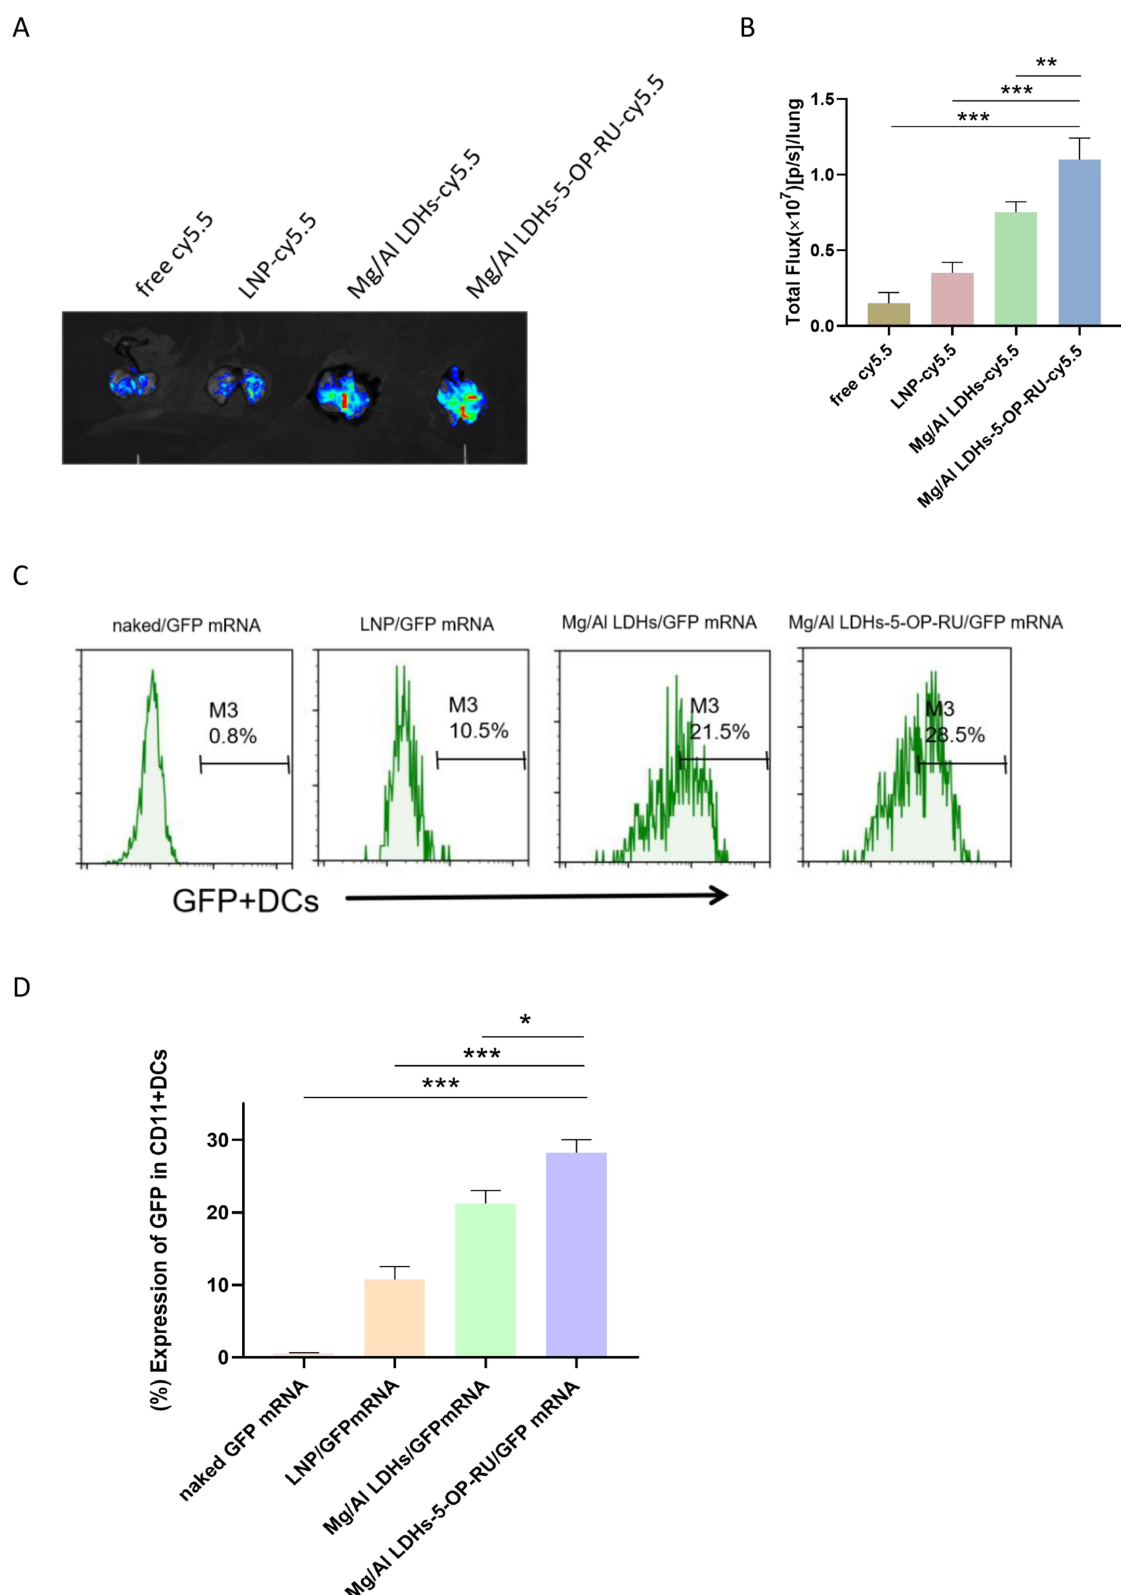 A
free cy5.5
LNP-cy5.5
Mg/Al LDHs-cy5.5
Mg/Al LDHs-5-OP-RU-cy5.5
B
**
***
***
Total Flux(×10⁷)[p/s]/lung
1.5
1.0
0.5
0.0
free cy5.5
LNP-cy5.5
Mg/Al LDHs-cy5.5
Mg/Al LDHs-5-OP-RU-cy5.5
C
naked/GFP mRNA
LNP/GFP mRNA
Mg/Al LDHs/GFP mRNA
Mg/Al LDHs-5-OP-RU/GFP mRNA
M3
0.8%
M3
10.5%
M3
21.5%
M3
28.5%
GFP+DCs
D
*
***
***
(%) Expression of GFP in CD11+DCs
30
20
10
0
naked GFP mRNA
LNP/GFPmRNA
Mg/Al LDHs/GFPmRNA
Mg/Al LDHs-5-OP-RU/GFP mRNA